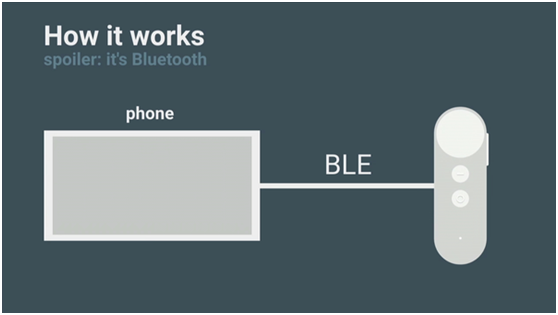 How it works
spoiler: it's Bluetooth
phone
BLE